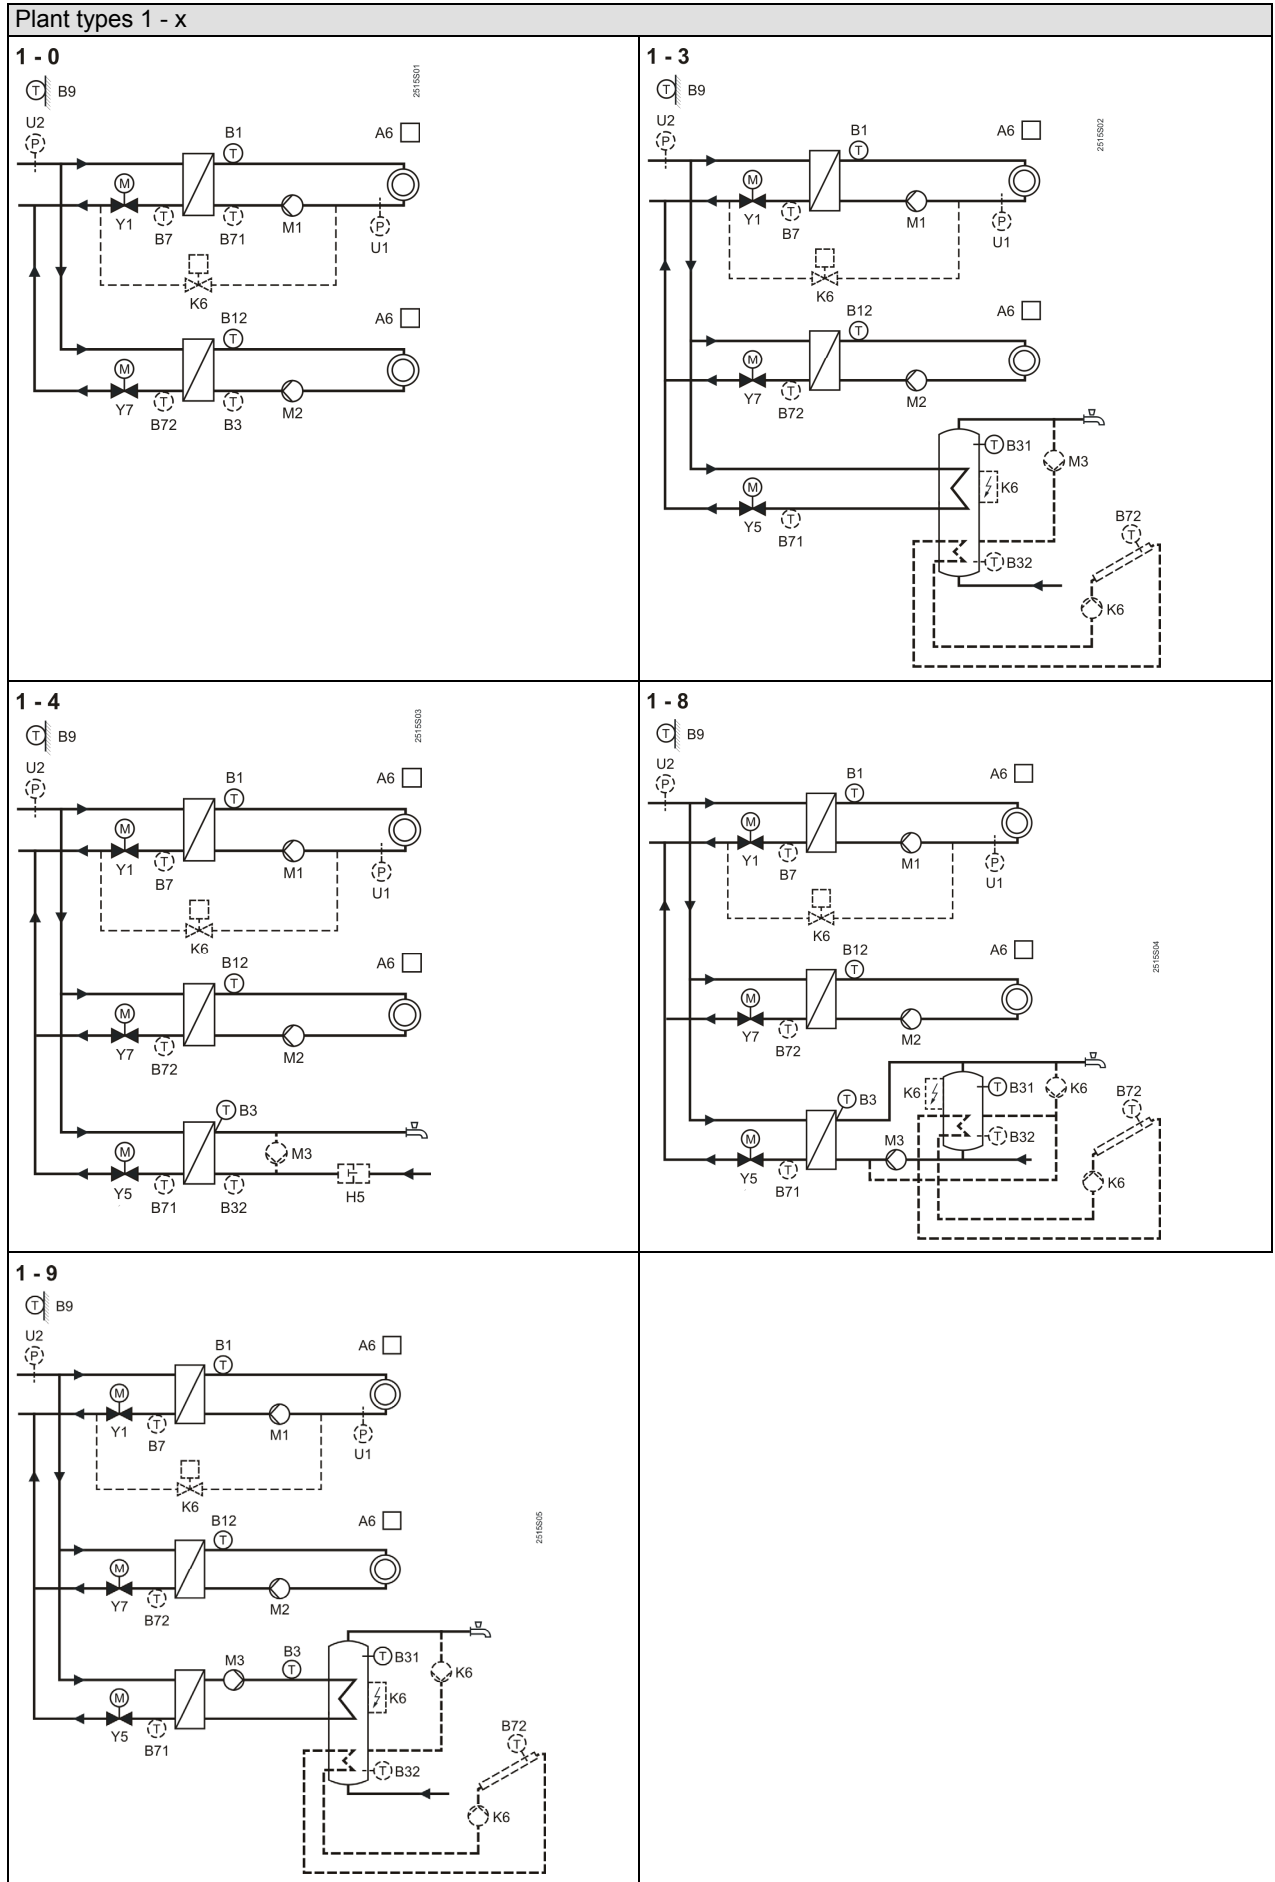 Plant types 1 - x
1 - 0
2515S01
T B9
U2
P
B1
T
A6
M
Y1
T
B7
T
B71
M1
P
U1
K6
B12
T
A6
M
Y7
T
B72
T
B3
M2
1 - 3
2515S02
T B9
U2
P
B1
T
A6
M
Y1
T
B7
M1
P
U1
K6
B12
T
A6
M
Y7
T
B72
M2
T B31
M3
K6
M
Y5
T
B71
B72
T
T B32
K6
1 - 4
2515S03
T B9
U2
P
B1
T
A6
M
Y1
T
B7
M1
P
U1
K6
B12
T
A6
M
Y7
T
B72
M2
T B3
M3
M
Y5
T
B71
T
B32
H5
1 - 8
T B9
U2
P
B1
T
A6
M
Y1
T
B7
M1
P
U1
K6
2515S04
B12
T
A6
M
Y7
T
B72
M2
K6
T B31
K6
B72
T
T B3
T B32
M3
M
Y5
T
B71
K6
1 - 9
T B9
U2
P
B1
T
A6
M
Y1
T
B7
M1
P
U1
K6
2515S05
B12
T
A6
M
Y7
T
B72
M2
M3
B3
T
T B31
K6
K6
M
Y5
T
B71
B72
T
T B32
K6